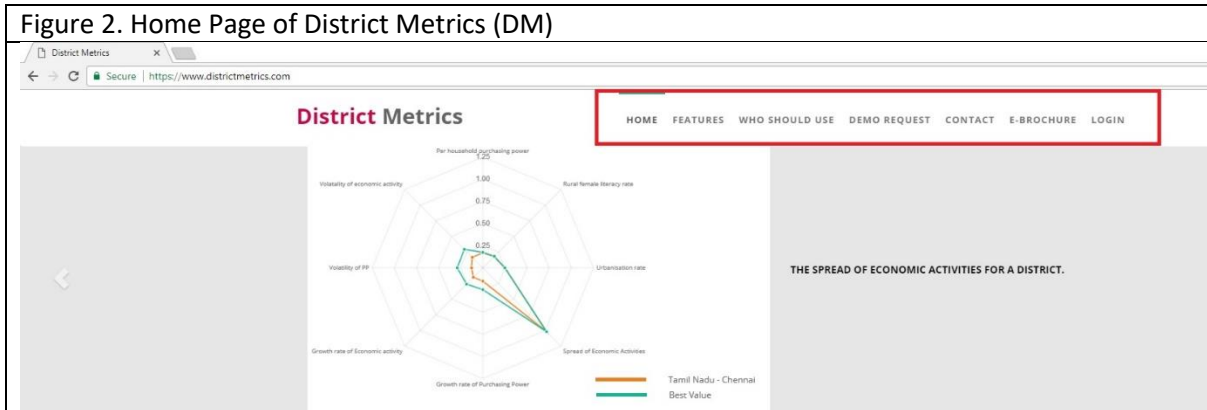 Figure 2. Home Page of District Metrics (DM)
District Metrics
Secure | https://www.districtmetrics.com
District Metrics
HOME FEATURES WHO SHOULD USE DEMO REQUEST CONTACT E-BROCHURE LOGIN
Per household purchasing power
1.25
Volatality of economic activity
1.00
Rural female literacy rate
0.75
0.50
0.25
Volatlity of PP
Urbanisation rate
THE SPREAD OF ECONOMIC ACTIVITIES FOR A DISTRICT.
Growth rate of Economic activity
Spread of Economic Activities
Growth rate of Purchasing Power
Tamil Nadu - Chennai
Best Value